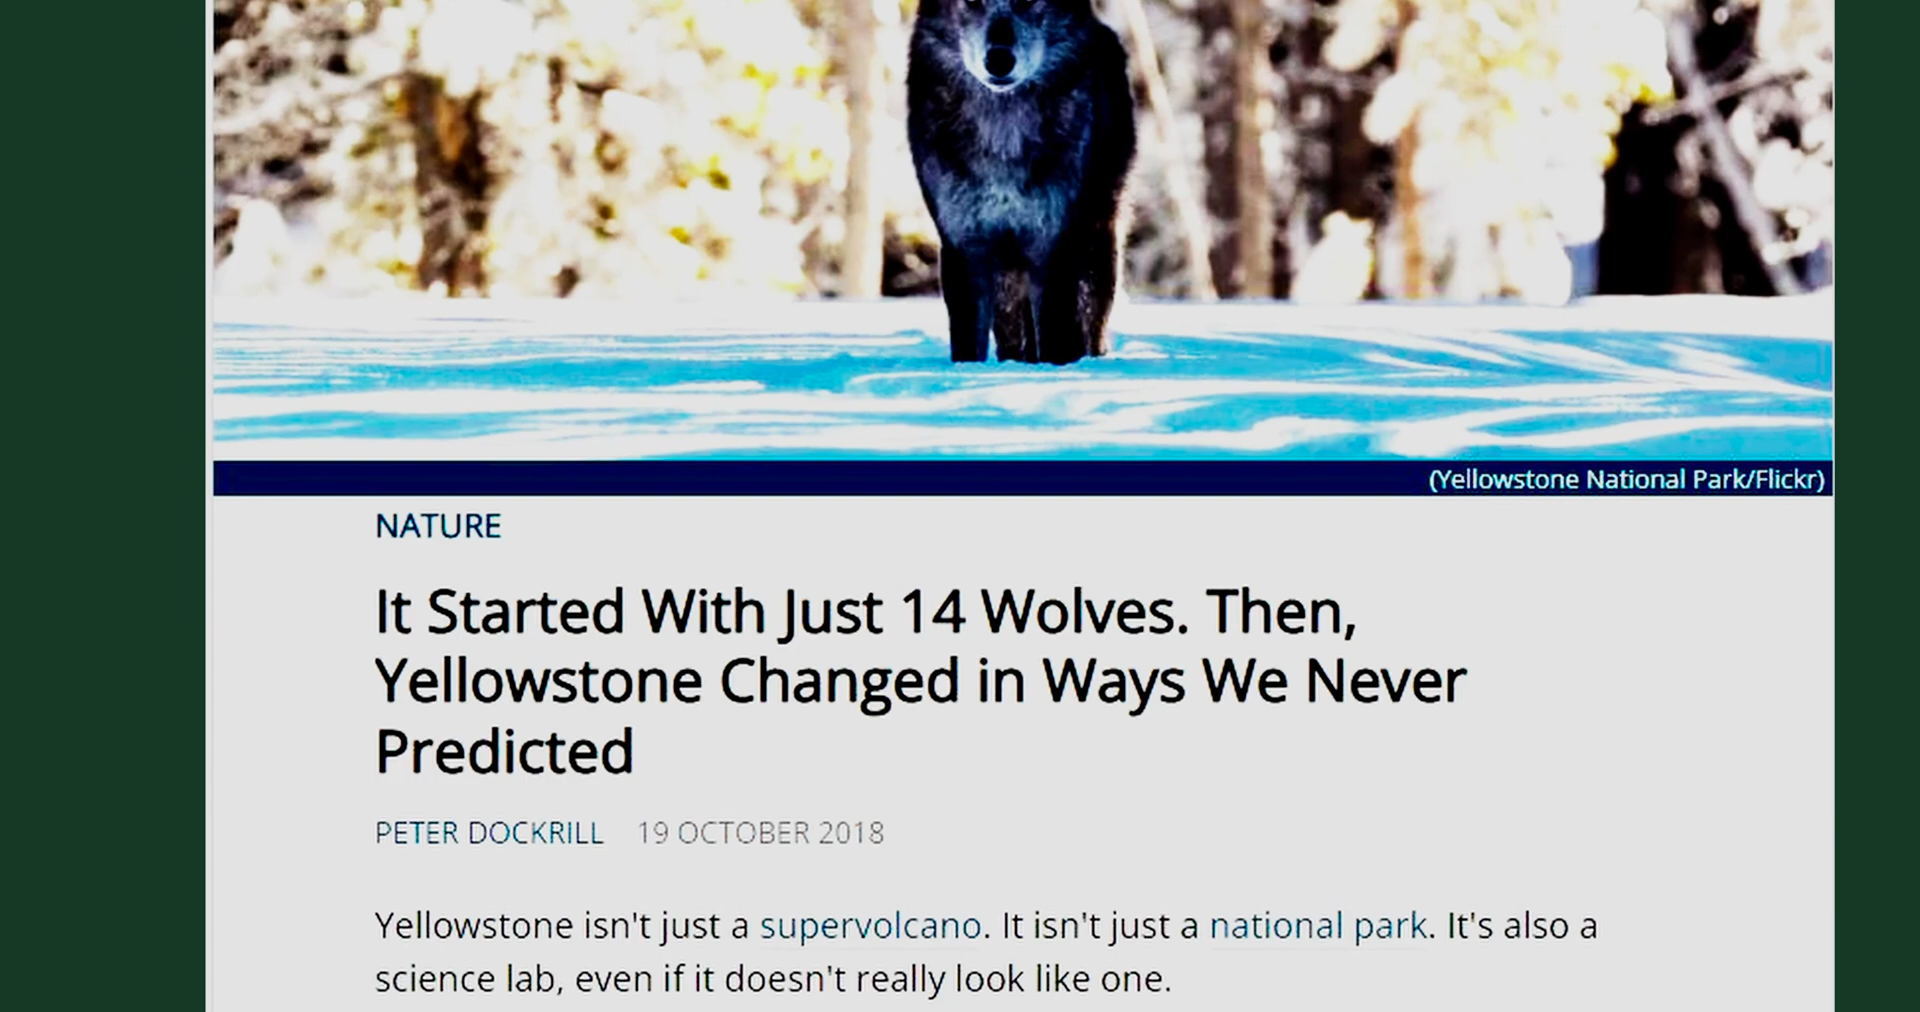 (Yellowstone National Park/Flickr)
NATURE
It Started With Just 14 Wolves. Then,
Yellowstone Changed in Ways We Never
Predicted
PETER DOCKRILL 19 OCTOBER 2018
Yellowstone isn't just a supervolcano. It isn't just a national park. It's also a
science lab, even if it doesn't really look like one.